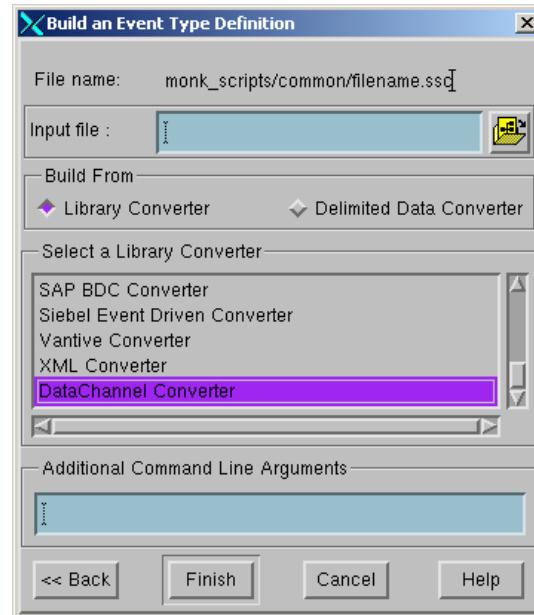 Build an Event Type Definition
File name: monk_scripts/common/filename.ssc
Input file :
Build From
Library Converter Delimited Data Converter
Select a Library Converter
SAP BDC Converter
Siebel Event Driven Converter
Vantive Converter
XML Converter
DataChannel Converter
Additional Command Line Arguments
<< Back Finish Cancel Help